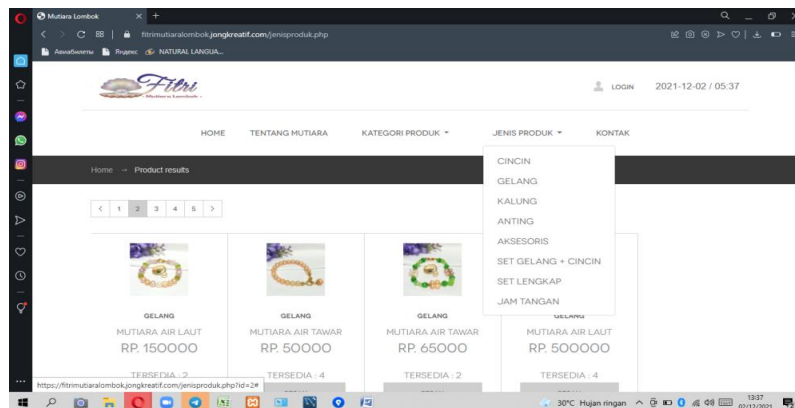 Mutiara Lombok
fitrimutiaralombok.jongkreatif.com/jenisproduk.php
Авиабилеты Яндекс NATURAL LANGUA...
Fitri
- Mutiara Lombok -
LOGIN 2021-12-02 / 05:37
HOME TENTANG MUTIARA KATEGORI PRODUK JENIS PRODUK KONTAK
Home → Product results
CINCIN
GELANG
KALUNG
ANTING
AKSESORIS
SET GELANG + CINCIN
SET LENGKAP
JAM TANGAN
< 1 2 3 4 5 >
GELANG GELANG GELANG GELANG
MUTIARA AIR LAUT MUTIARA AIR TAWAR MUTIARA AIR TAWAR MUTIARA AIR LAUT
RP. 150000 RP. 50000 RP. 65000 RP. 500000
TERSEDIA : 2 TERSEDIA : 4 TERSEDIA : 2 TERSEDIA : 4
https://fitrimutiaralombok.jongkreatif.com/jenisproduk.php?id=2#
30°C Hujan ringan 13:37
02/12/2021